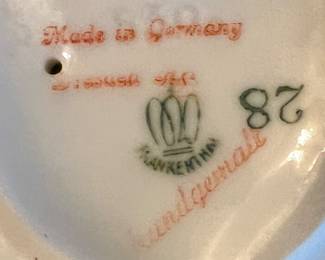 Made in Germany
28
FRANKENTHAL
Handgemalt